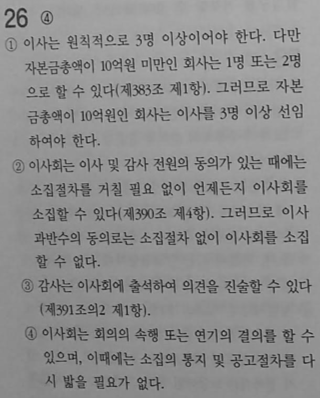 26 ④
① 이사는 원칙적으로 3명 이상이어야 한다. 다만
자본금총액이 10억원 미만인 회사는 1명 또는 2명
으로 할 수 있다(제383조 제1항). 그러므로 자본
금총액이 10억원인 회사는 이사를 3명 이상 선임
하여야 한다.
② 이사회는 이사 및 감사 전원의 동의가 있는 때에는
소집절차를 거칠 필요 없이 언제든지 이사회를
소집할 수 있다(제390조 제4항). 그러므로 이사
과반수의 동의로는 소집절차 없이 이사회를 소집
할 수 없다.
③ 감사는 이사회에 출석하여 의견을 진술할 수 있다
(제391조의2 제1항).
④ 이사회는 회의의 속행 또는 연기의 결의를 할 수
있으며, 이때에는 소집의 통지 및 공고절차를 다
시 밟을 필요가 없다.